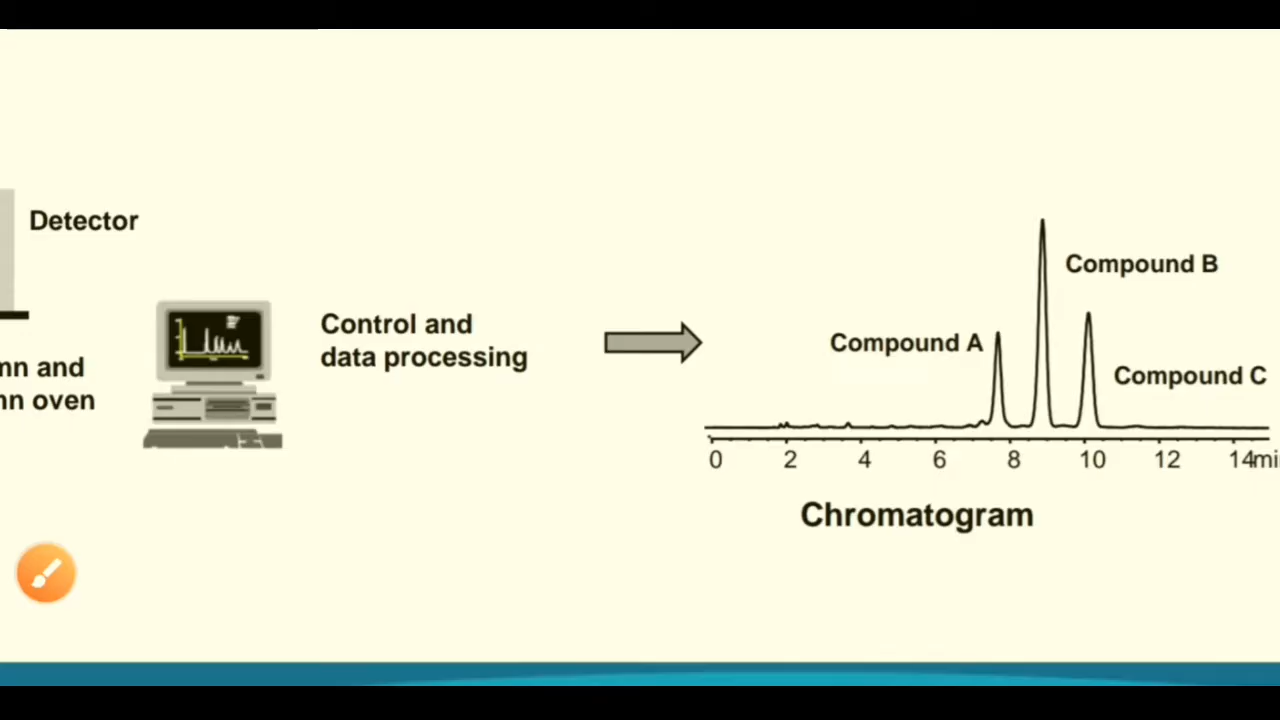 Detector
mn and
nn oven
Control and
data processing
Compound A
Compound B
Compound C
0 2 4 6 8 10 12 14mi
Chromatogram